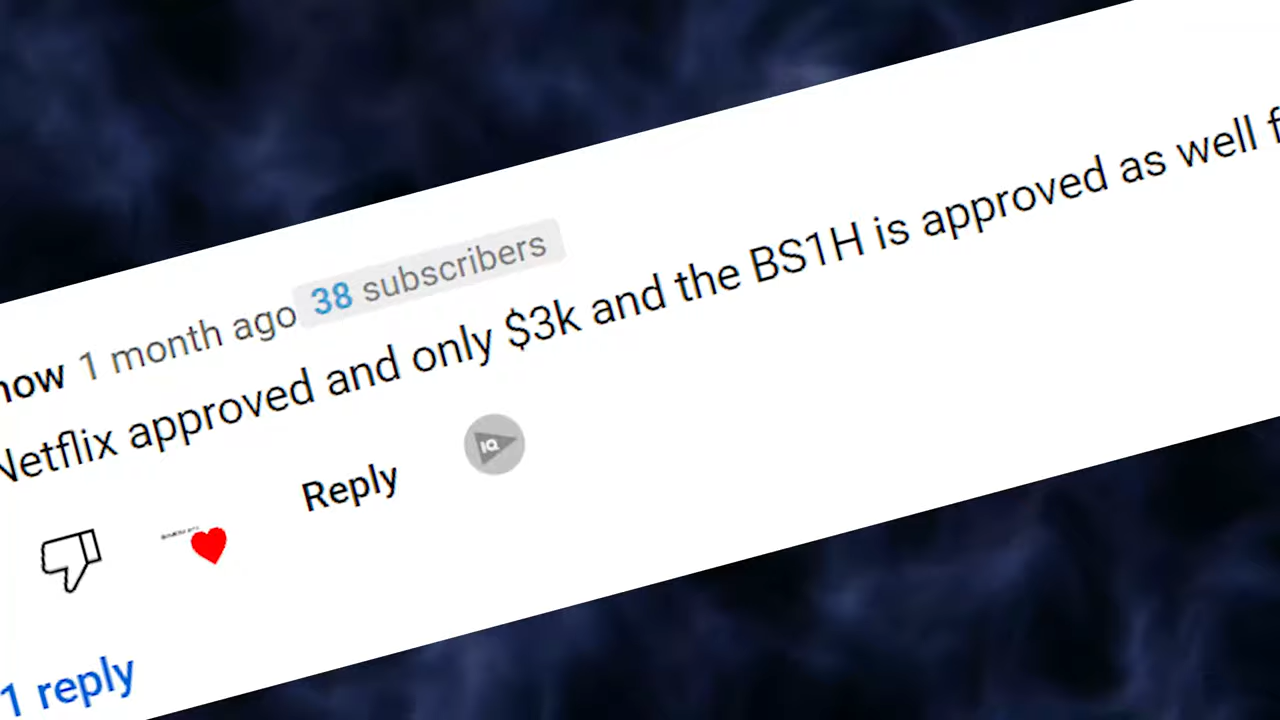 now 1 month ago 38 subscribers
Netflix approved and only $3k and the BS1H is approved as well f
Reply
IQ
1 reply